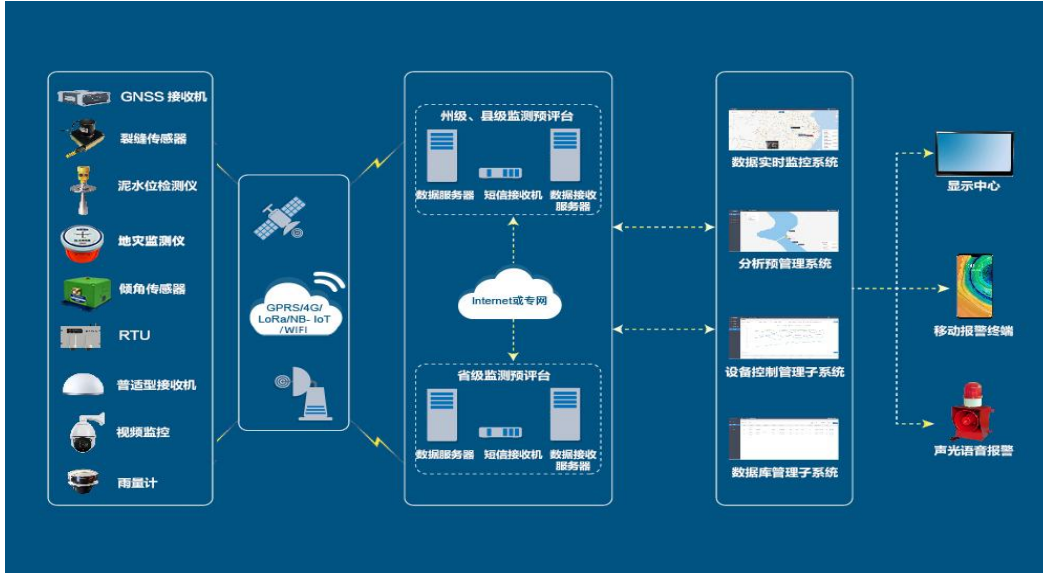 GNSS 接收机
裂缝传感器
泥水位检测仪
地灾监测仪
倾角传感器
RTU
普适型接收机
视频监控
雨量计
GPRS/4G/
LoRa/NB- IoT
/WIFI
州级、县级监测预评台
数据服务器
短信接收机
数据接收
服务器
Internet或专网
省级监测预评台
数据服务器
短信接收机
数据接收
服务器
数据实时监控系统
分析预管理系统
设备控制管理子系统
数据库管理子系统
显示中心
移动报警终端
声光语音报警